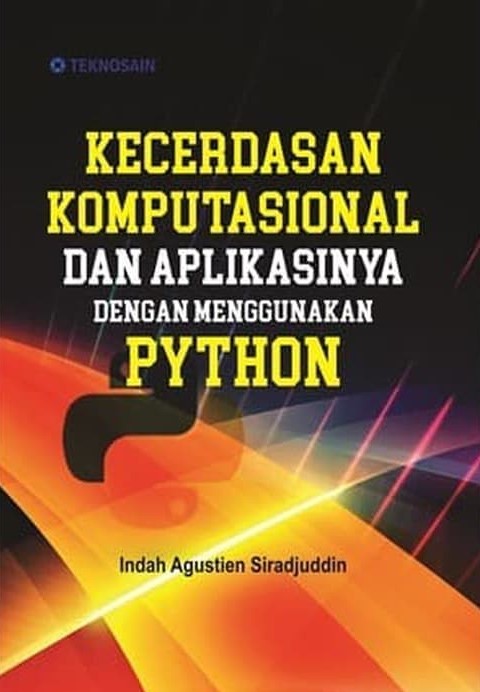 TEKNOSAIN
KECERDASAN
KOMPUTASIONAL
DAN APLIKASINYA
DENGAN MENGGUNAKAN
PYTHON
Indah Agustien Siradjuddin